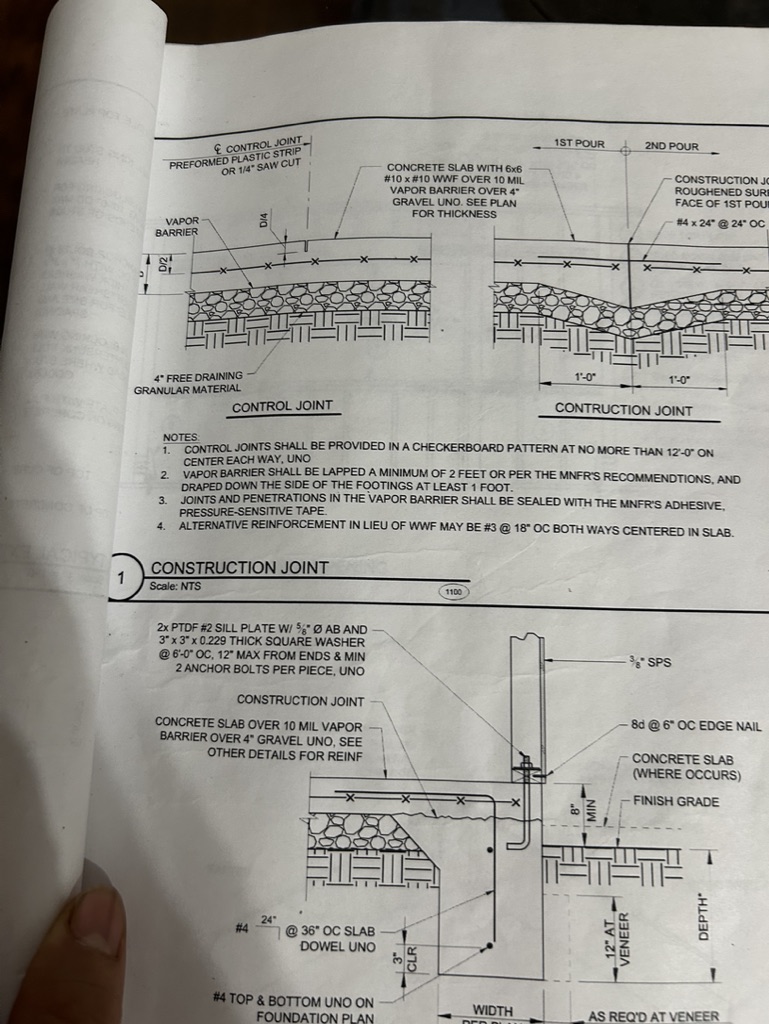 ℄ CONTROL JOINT
PREFORMED PLASTIC STRIP
OR 1/4" SAW CUT
CONCRETE SLAB WITH 6x6
#10 x #10 WWF OVER 10 MIL
VAPOR BARRIER OVER 4"
GRAVEL UNO. SEE PLAN
FOR THICKNESS
VAPOR
BARRIER
D/4
D/2
4" FREE DRAINING
GRANULAR MATERIAL
CONTROL JOINT
1ST POUR
2ND POUR
CONSTRUCTION
ROUGHENED
FACE OF 1ST
#4 x 24" @ 24" OC
1'-0"
1'-0"
CONTRUCTION JOINT
NOTES
1. CONTROL JOINTS SHALL BE PROVIDED IN A CHECKERBOARD PATTERN AT NO MORE THAN 12'-0" ON
CENTER EACH WAY, UNO
2. VAPOR BARRIER SHALL BE LAPPED A MINIMUM OF 2 FEET OR PER THE MNFR'S RECOMMENDTIONS, AND
DRAPED DOWN THE SIDE OF THE FOOTINGS AT LEAST 1 FOOT.
3. JOINTS AND PENETRATIONS IN THE VAPOR BARRIER SHALL BE SEALED WITH THE MNFR'S ADHESIVE,
PRESSURE-SENSITIVE TAPE.
4. ALTERNATIVE REINFORCEMENT IN LIEU OF WWF MAY BE #3 @ 18" OC BOTH WAYS CENTERED IN SLAB.
1
CONSTRUCTION JOINT
Scale: NTS
1100
2x PTDF #2 SILL PLATE W/ 5/8" Ø AB AND
3" x 3" x 0.229 THICK SQUARE WASHER
@ 6'-0" OC, 12" MAX FROM ENDS & MIN
2 ANCHOR BOLTS PER PIECE, UNO
CONSTRUCTION JOINT
CONCRETE SLAB OVER 10 MIL VAPOR
BARRIER OVER 4" GRAVEL UNO, SEE
OTHER DETAILS FOR REINF
3/8" SPS
8d @ 6" OC EDGE NAIL
CONCRETE SLAB
(WHERE OCCURS)
FINISH GRADE
8"
MIN
#4 24" @ 36" OC SLAB
DOWEL UNO
3"
CLR
12" AT
VENEER
DEPTH*
#4 TOP & BOTTOM UNO ON
FOUNDATION PLAN
WIDTH
AS REQ'D AT VENEER